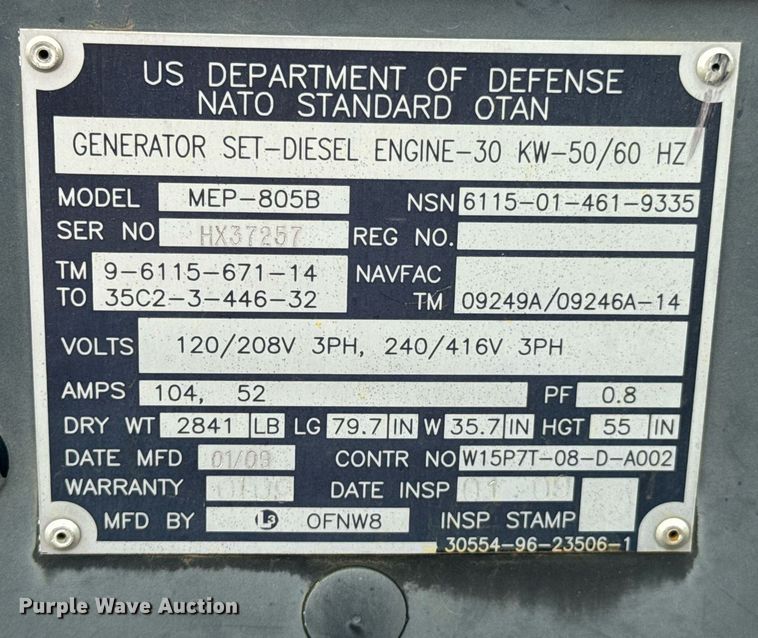 US DEPARTMENT OF DEFENSE
NATO STANDARD OTAN
GENERATOR SET-DIESEL ENGINE-30 KW-50/60 HZ
MODEL MEP-805B NSN 6115-01-461-9335
SER NO HX37257 REG NO.
TM 9-6115-671-14 NAVFAC
TO 35C2-3-446-32 TM 09249A/09246A-14
VOLTS 120/208V 3PH, 240/416V 3PH
AMPS 104, 52 PF 0.8
DRY WT 2841 LB LG 79.7 IN W 35.7 IN HGT 55 IN
DATE MFD 01/09 CONTR NO W15P7T-08-D-A002
WARRANTY DATE INSP 01 09
MFD BY L3 OFNW8 INSP STAMP
30554-96-23506-1
Purple Wave Auction